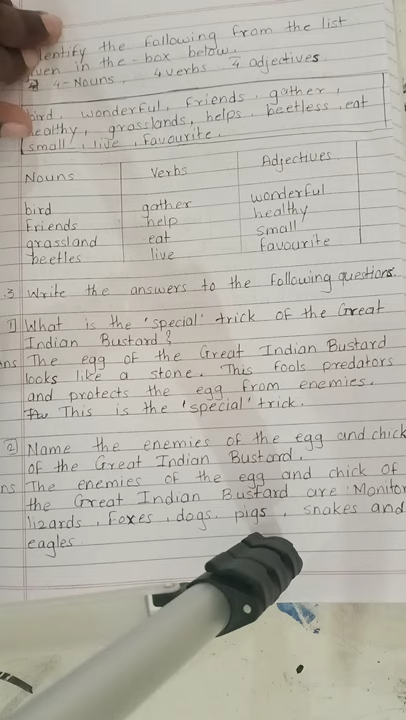 dentify the following from the list
ven in the box below.
4-Nouns, 4 verbs 4 adjectives
bird, wonderful, friends, gather,
healthy, grasslands, helps, beetless, eat
small, live, favourite.
Nouns Verbs Adjectives
bird gather wonderful
friends help healthy
grassland eat small
beetles live favourite
.3 Write the answers to the following questions.
1) What is the 'special' trick of the Great
Indian Bustard?
ans The egg of the Great Indian Bustard
looks like a stone. This fools predators
and protects the egg from enemies.
This is the 'special' trick.
2) Name the enemies of the egg and chick
of the Great Indian Bustard.
ns The enemies of the egg and chick of
the Great Indian Bustard are Monitor
lizards, foxes, dogs, pigs, snakes and
eagles